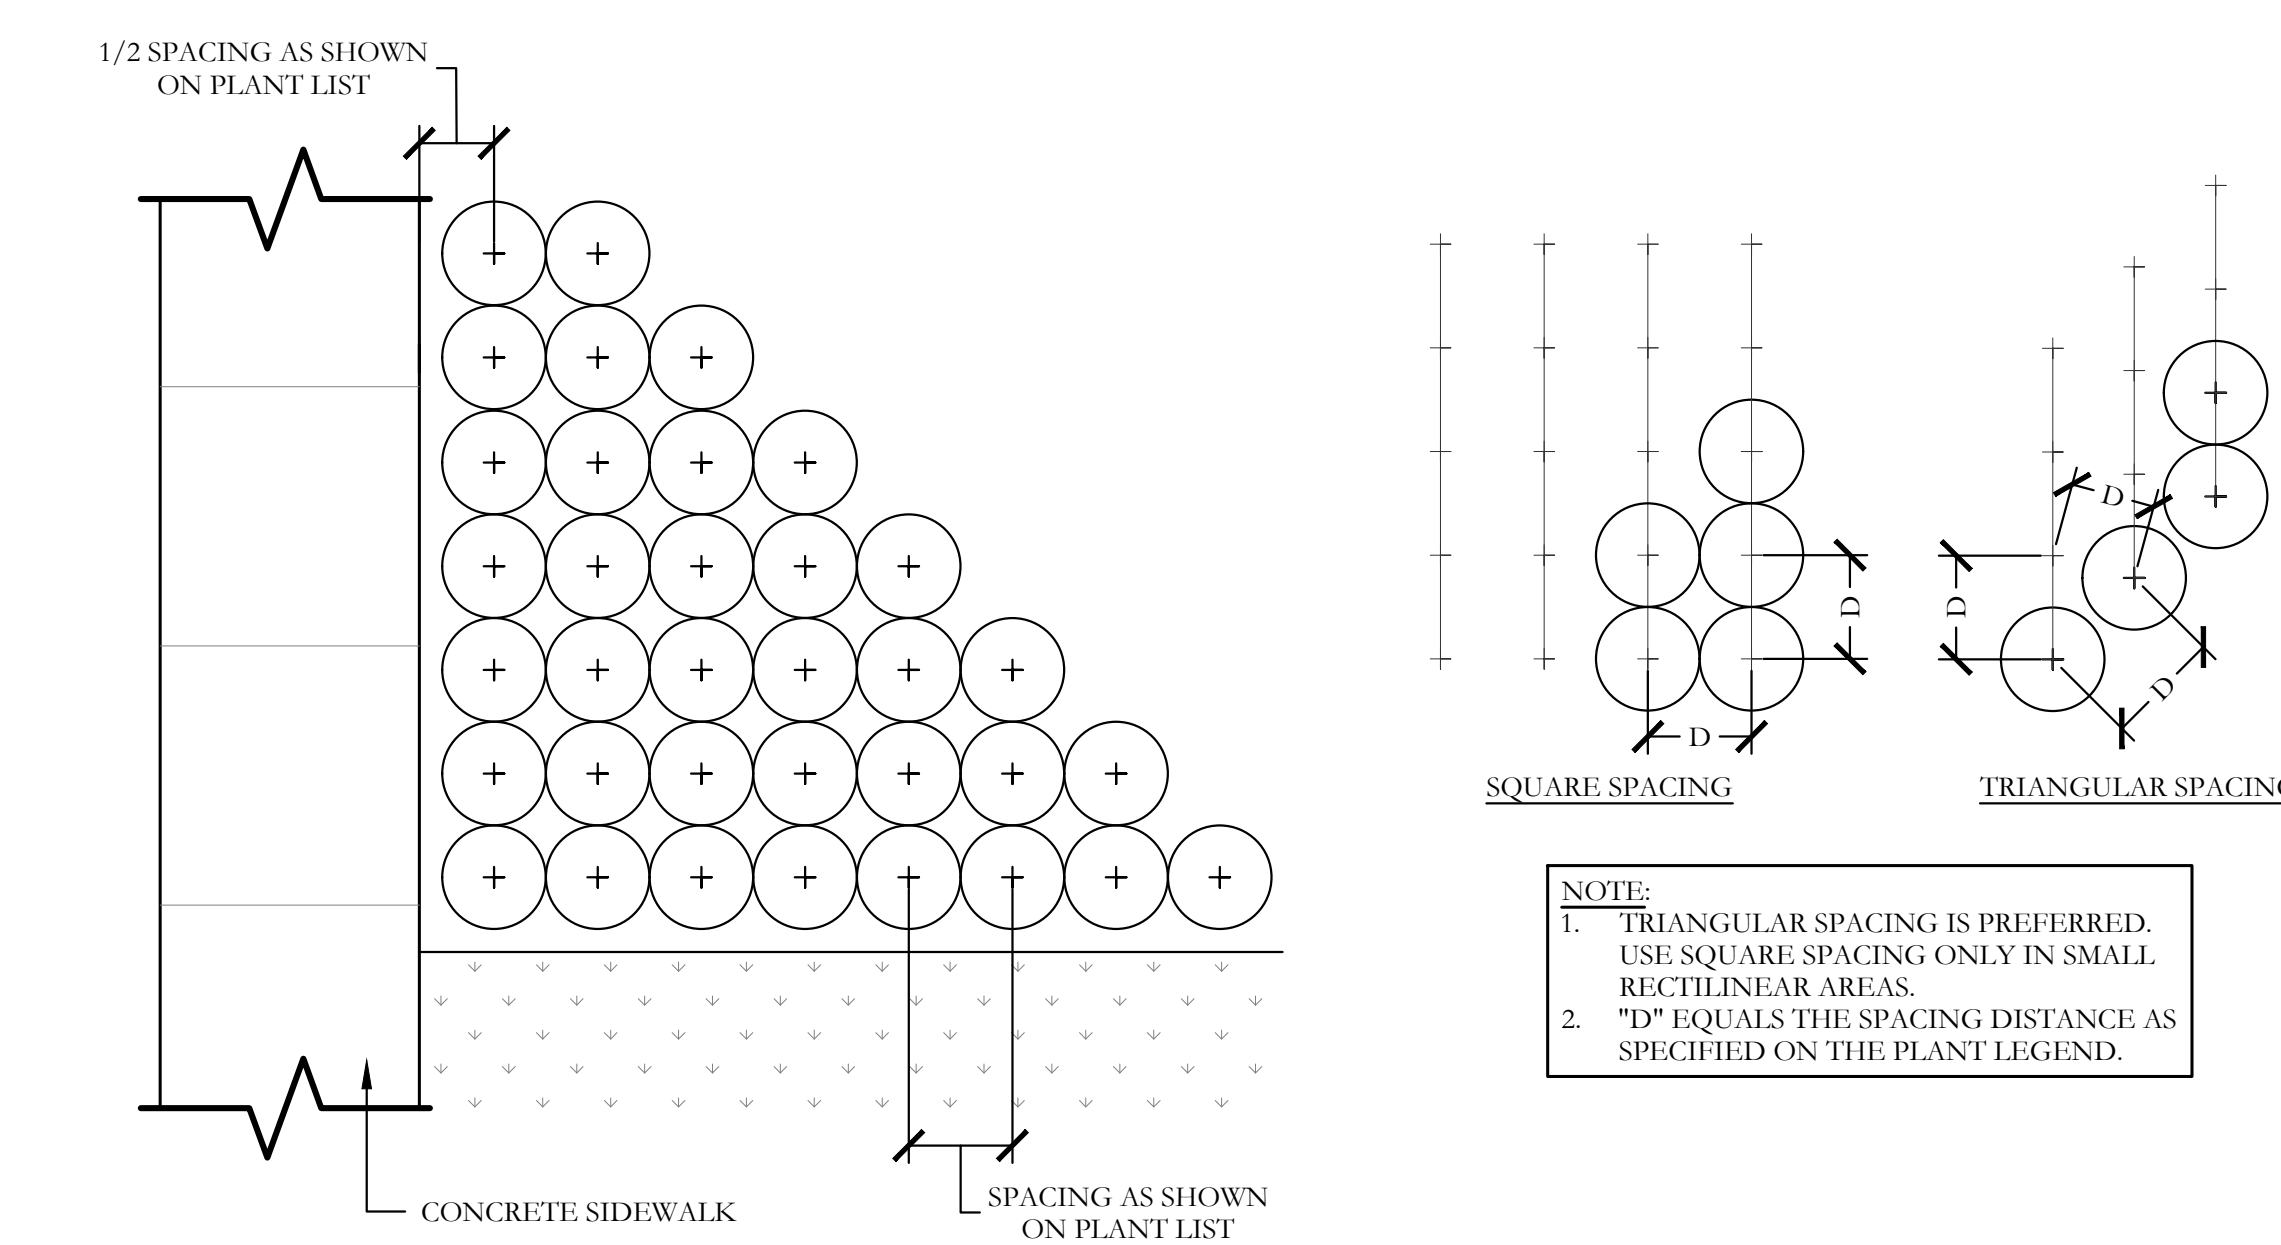 1/2 SPACING AS SHOWN
ON PLANT LIST
D
D
D
D
D
SQUARE SPACING
TRIANGULAR SPACING
NOTE:
1. TRIANGULAR SPACING IS PREFERRED.
USE SQUARE SPACING ONLY IN SMALL
RECTILINEAR AREAS.
2. "D" EQUALS THE SPACING DISTANCE AS
SPECIFIED ON THE PLANT LEGEND.
CONCRETE SIDEWALK
SPACING AS SHOWN
ON PLANT LIST